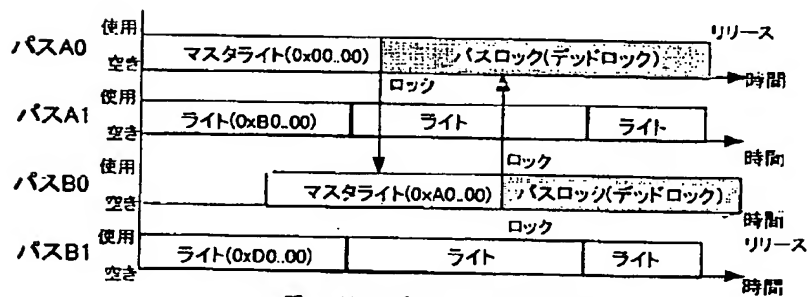 使用
リリース
パスA0
マスタライト(0x00..00)
パスロック(デッドロック)
空き
時間
ロック
使用
パスA1
ライト(0xB0..00)
ライト
ライト
空き
時間
ロック
使用
パスB0
マスタライト(0xA0..00)
パスロック(デッドロック)
空き
時間
ロック
使用
リリース
パスB1
ライト(0xD0..00)
ライト
ライト
空き
時間